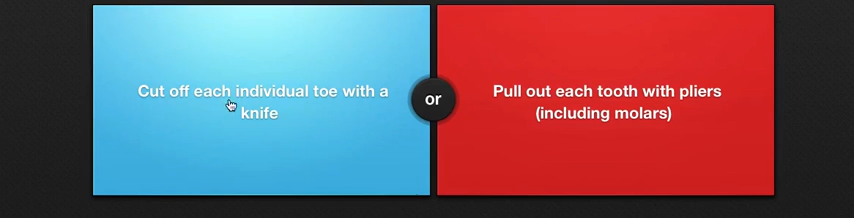 Cut off each individual toe with a
knife
or
Pull out each tooth with pliers
(including molars)